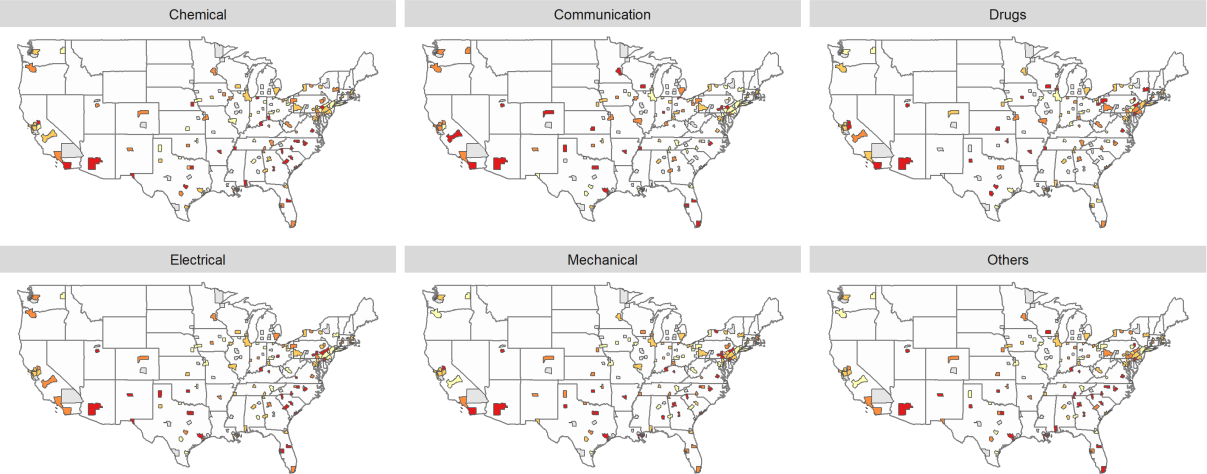 Chemical
Communication
Drugs
Electrical
Mechanical
Others